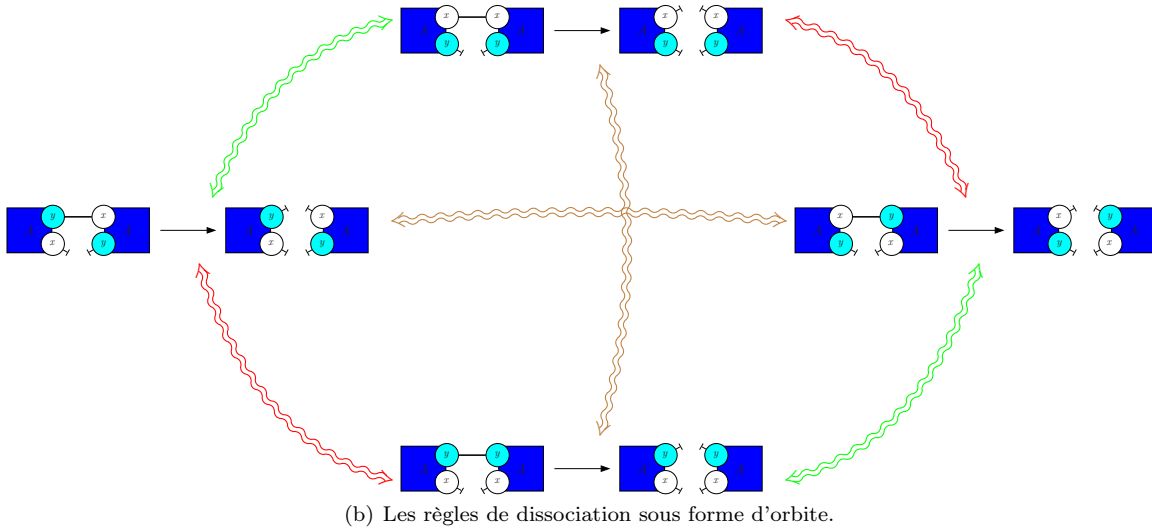 A x x A A x x A
y y y y
A y x A A y x A A x y A A x y A
x y x y y x y x
A y y A A y y A
x x x x
(b) Les règles de dissociation sous forme d'orbite.